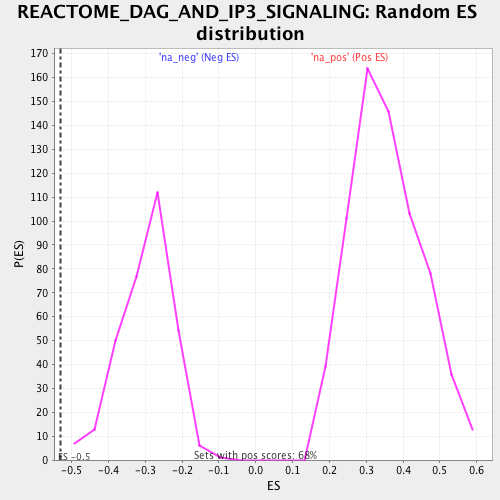 REACTOME_DAG_AND_IP3_SIGNALING: Random ES
distribution
'na_neg' (Neg ES) 'na_pos' (Pos ES)
P(ES)
170
160
150
140
130
120
110
100
90
80
70
60
50
40
30
20
10
0
ES -0.5 Sets with pos scores: 68%
-0.5 -0.4 -0.3 -0.2 -0.1 0.0 0.1 0.2 0.3 0.4 0.5 0.6
ES